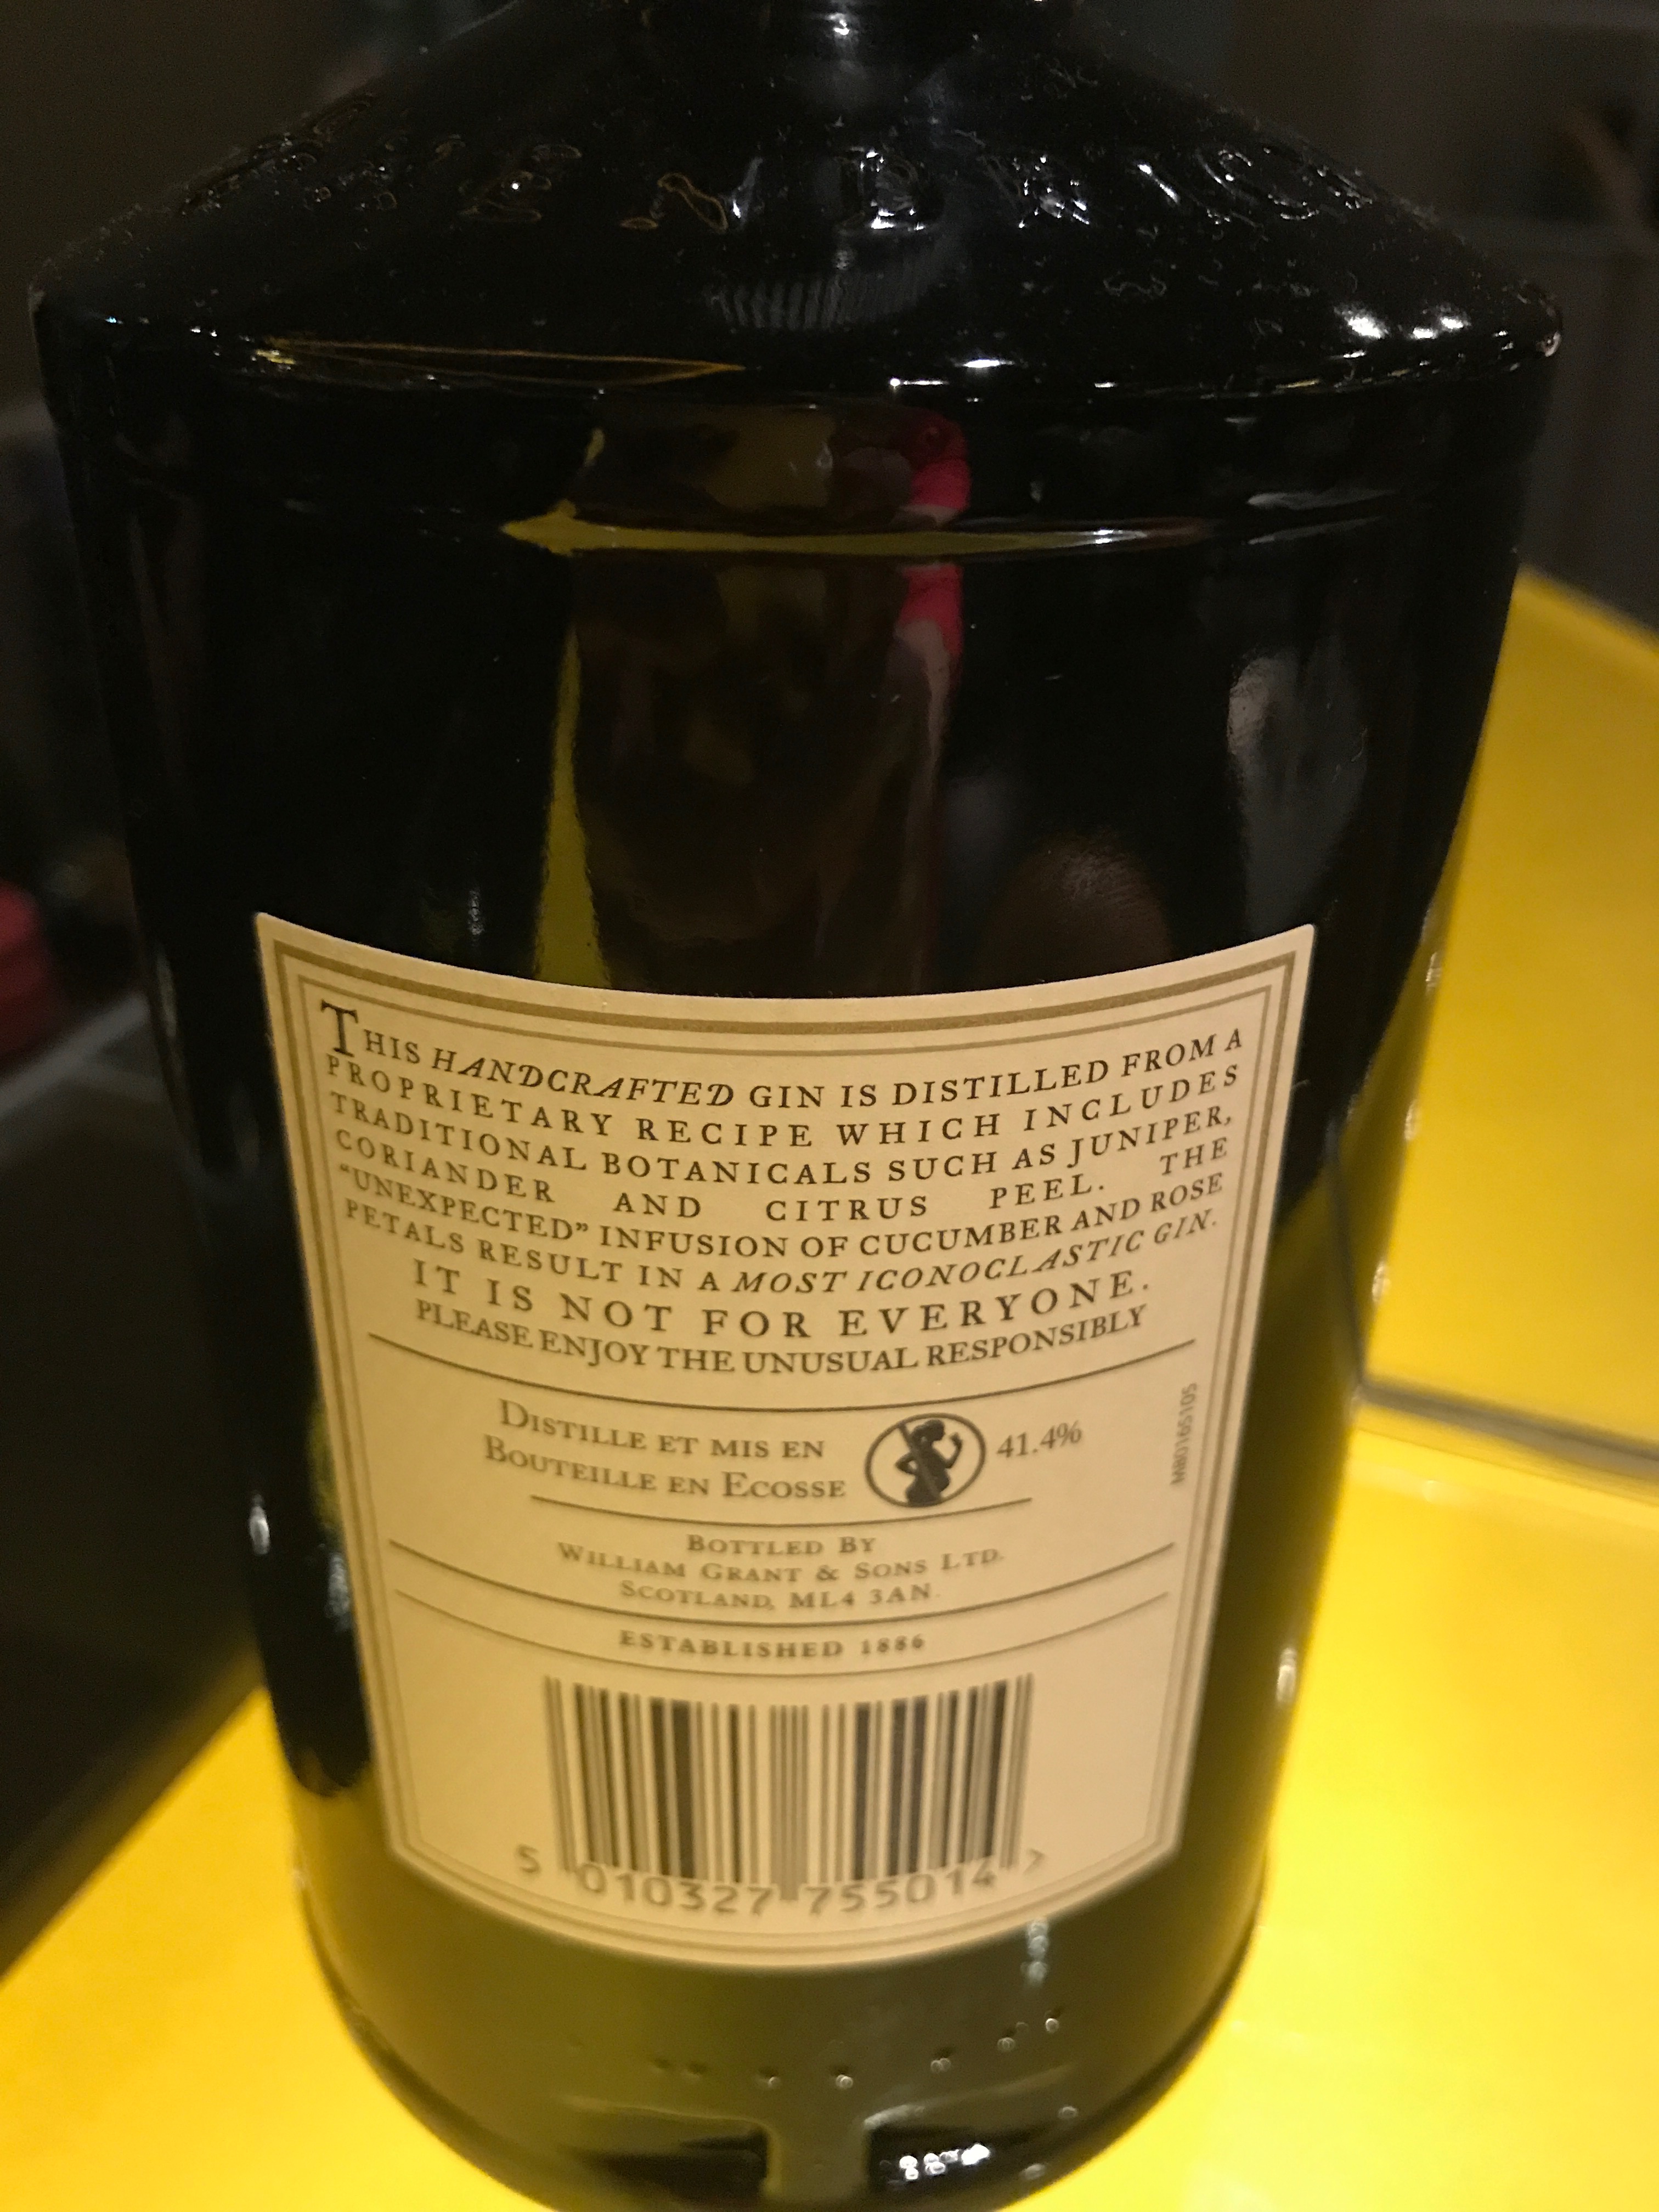 HENDRICK
THIS HANDCRAFTED GIN IS DISTILLED FROM A
PROPRIETARY RECIPE WHICH INCLUDES
TRADITIONAL BOTANICALS SUCH AS JUNIPER,
CORIANDER AND CITRUS PEEL. THE
"UNEXPECTED" INFUSION OF CUCUMBER AND ROSE
PETALS RESULT IN A MOST ICONOCLASTIC GIN.
IT IS NOT FOR EVERYONE.
PLEASE ENJOY THE UNUSUAL RESPONSIBLY
DISTILLE ET MIS EN
BOUTEILLE EN ECOSSE
41.4%
MB0165105
BOTTLED BY
WILLIAM GRANT & SONS LTD.
SCOTLAND, ML4 3AN.
ESTABLISHED 1886
5 010327 755014 >